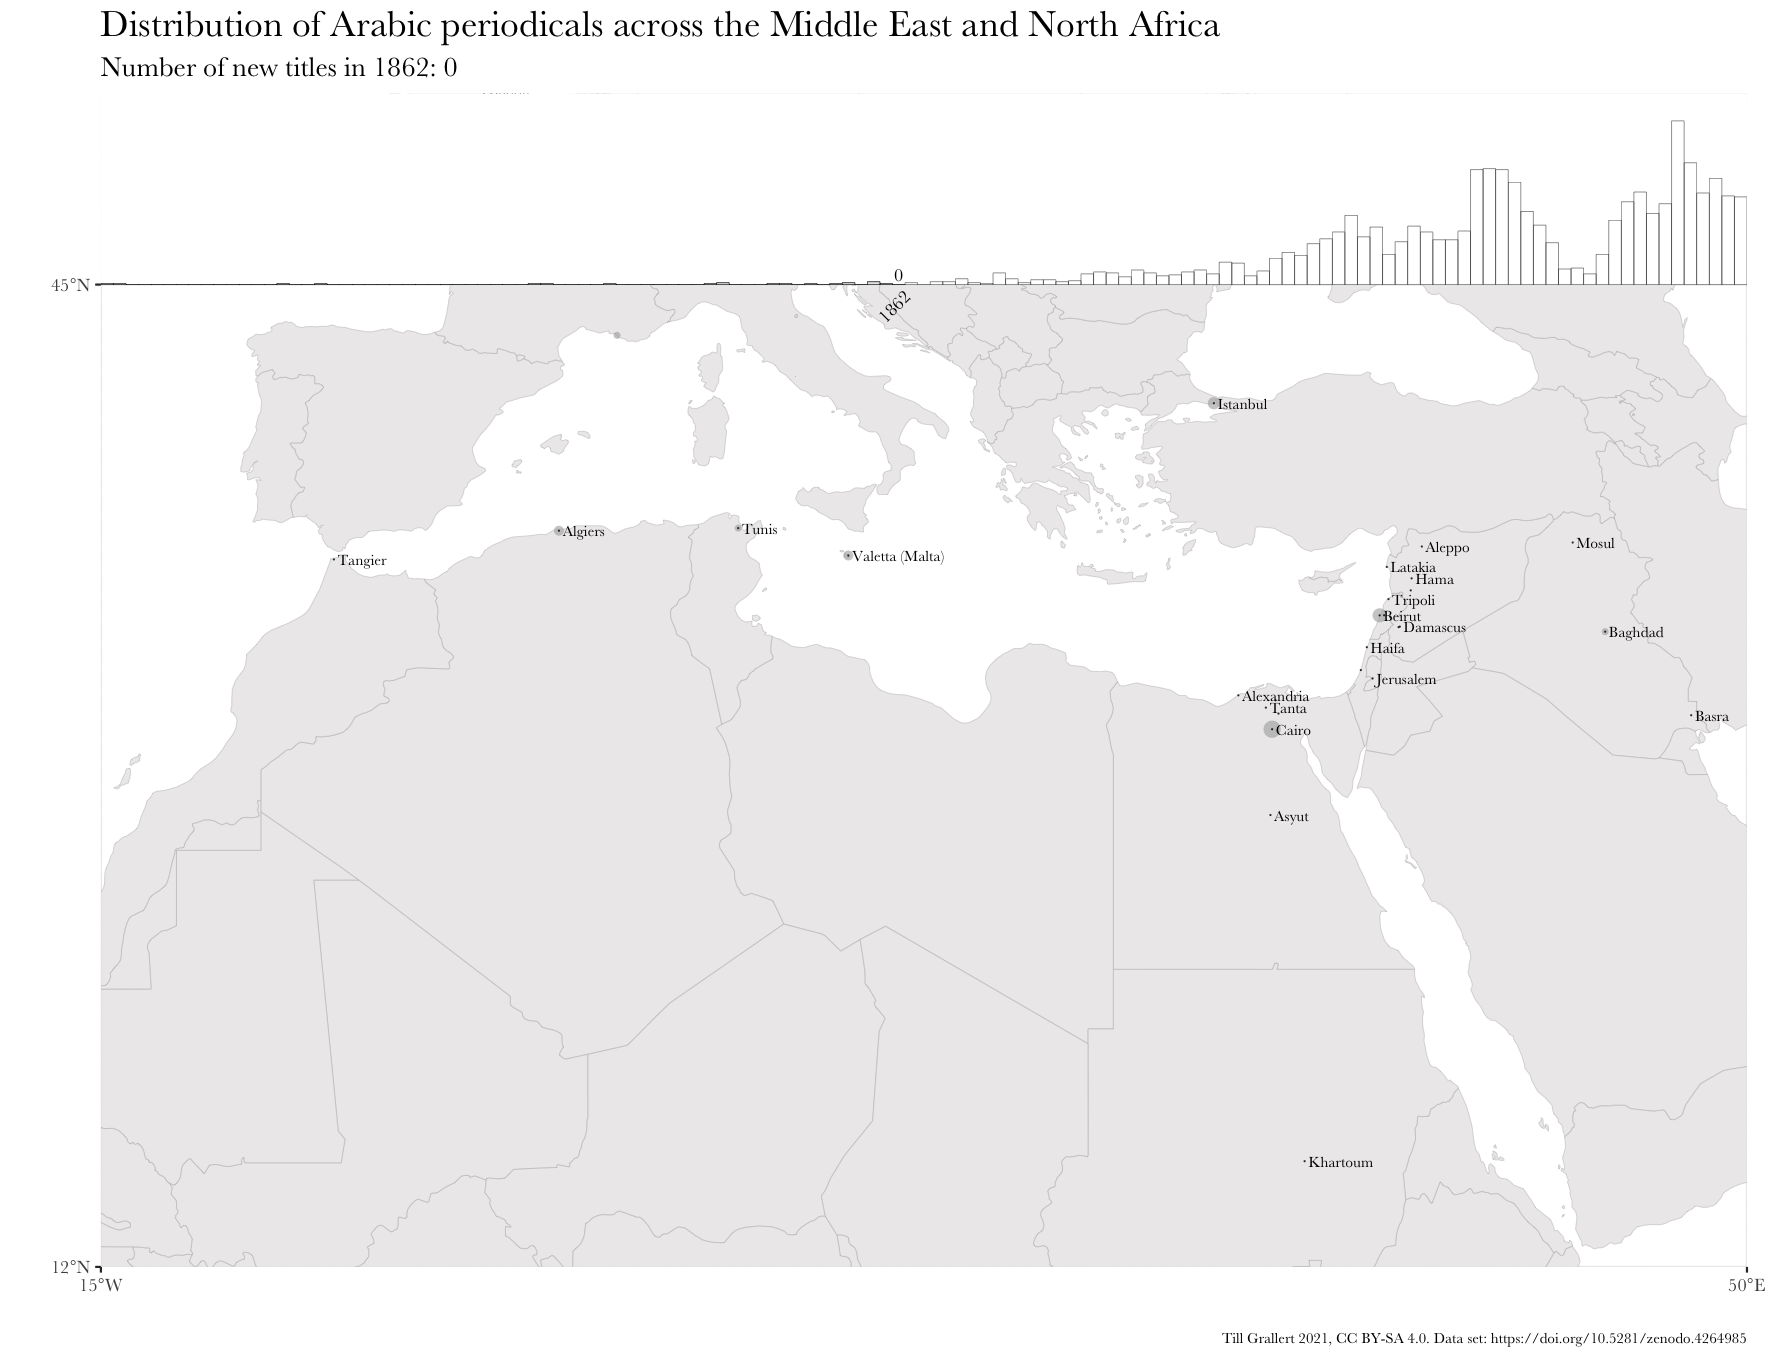 Distribution of Arabic periodicals across the Middle East and North Africa
Number of new titles in 1862: 0
45°N
0
1862
Istanbul
Algiers
Tunis
Valetta (Malta)
Tangier
Aleppo
Mosul
Latakia
Hama
Tripoli
Beirut
Damascus
Baghdad
Haifa
Jerusalem
Alexandria
Tanta
Basra
Cairo
Asyut
Khartoum
12°N
15°W
50°E
Till Grallert 2021, CC BY-SA 4.0. Data set: https://doi.org/10.5281/zenodo.4264985